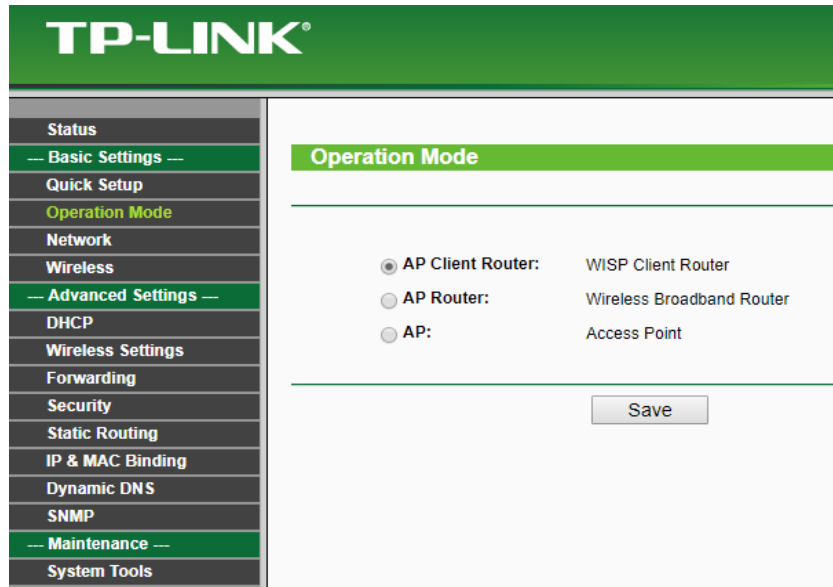 TP-LINK®
Status
--- Basic Settings ---
Quick Setup
Operation Mode
Network
Wireless
--- Advanced Settings ---
DHCP
Wireless Settings
Forwarding
Security
Static Routing
IP & MAC Binding
Dynamic DNS
SNMP
--- Maintenance ---
System Tools
Operation Mode
AP Client Router: WISP Client Router
AP Router: Wireless Broadband Router
AP: Access Point
Save